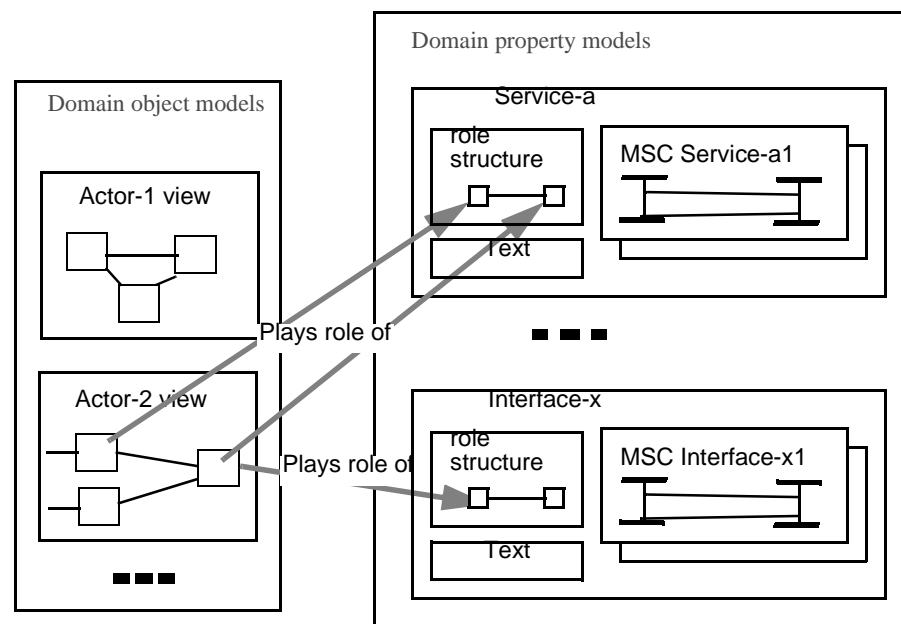 Domain object models
Actor-1 view
Actor-2 view
Plays role of
Plays role of
Domain property models
Service-a
role
structure
Text
MSC Service-a1
Interface-x
role
structure
Text
MSC Interface-x1